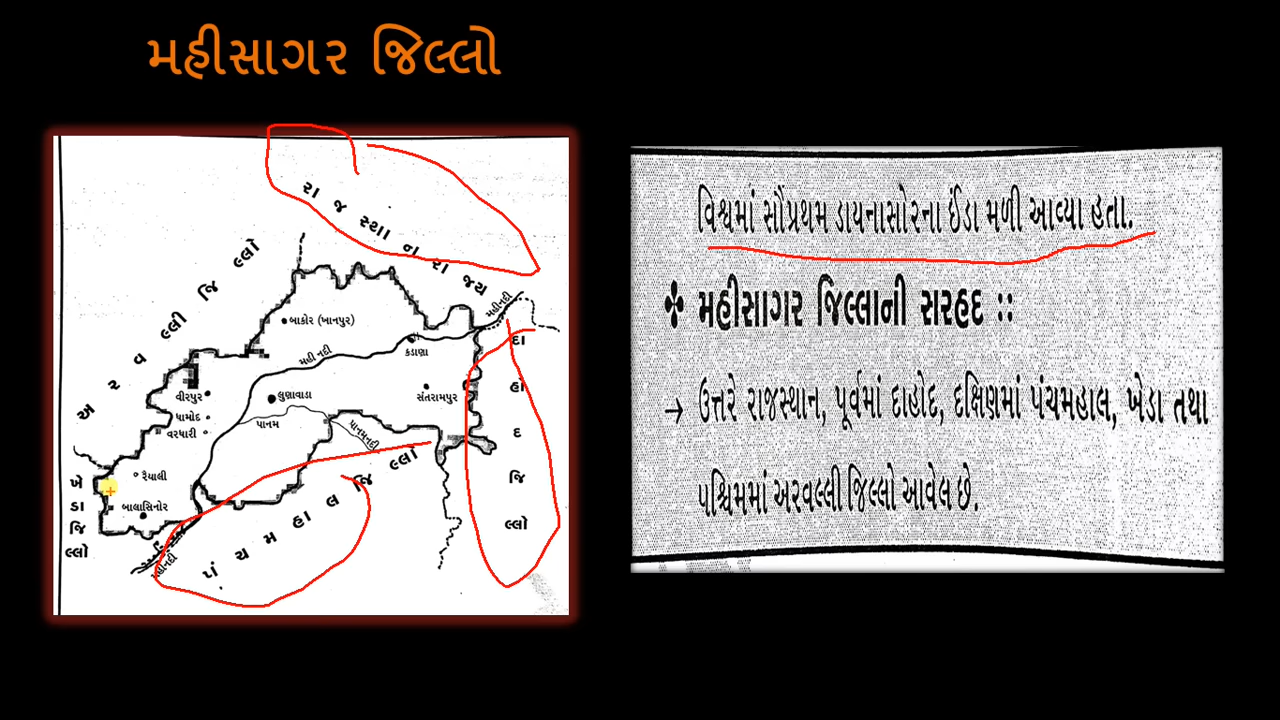 મહીસાગર જિલ્લો
રાજસ્થાન રાજ્ય
અરવલ્લી જિલ્લો
મહીનદી
બાકોર (ખાનપુર)
મહી નદી
કડાણા
દાહોદ જિલ્લો
વીરપુર
લુણાવાડા
સંતરામપુર
ધામોદ
વરધારી
પાનમ
પાનમનદી
રૈયાલી
ખેડા જિલ્લો
બાલાસિનોર
પંચમહાલ જિલ્લો
મહીનદી
વિશ્વમાં સૌપ્રથમ ડાયનાસોરના ઈંડા મળી આવ્યા હતા.
✤ મહીસાગર જિલ્લાની સરહદ ::
→ ઉત્તરે રાજસ્થાન, પૂર્વમાં દાહોદ, દક્ષિણમાં પંચમહાલ, ખેડા તથા
પશ્ચિમમાં અરવલ્લી જિલ્લો આવેલ છે.